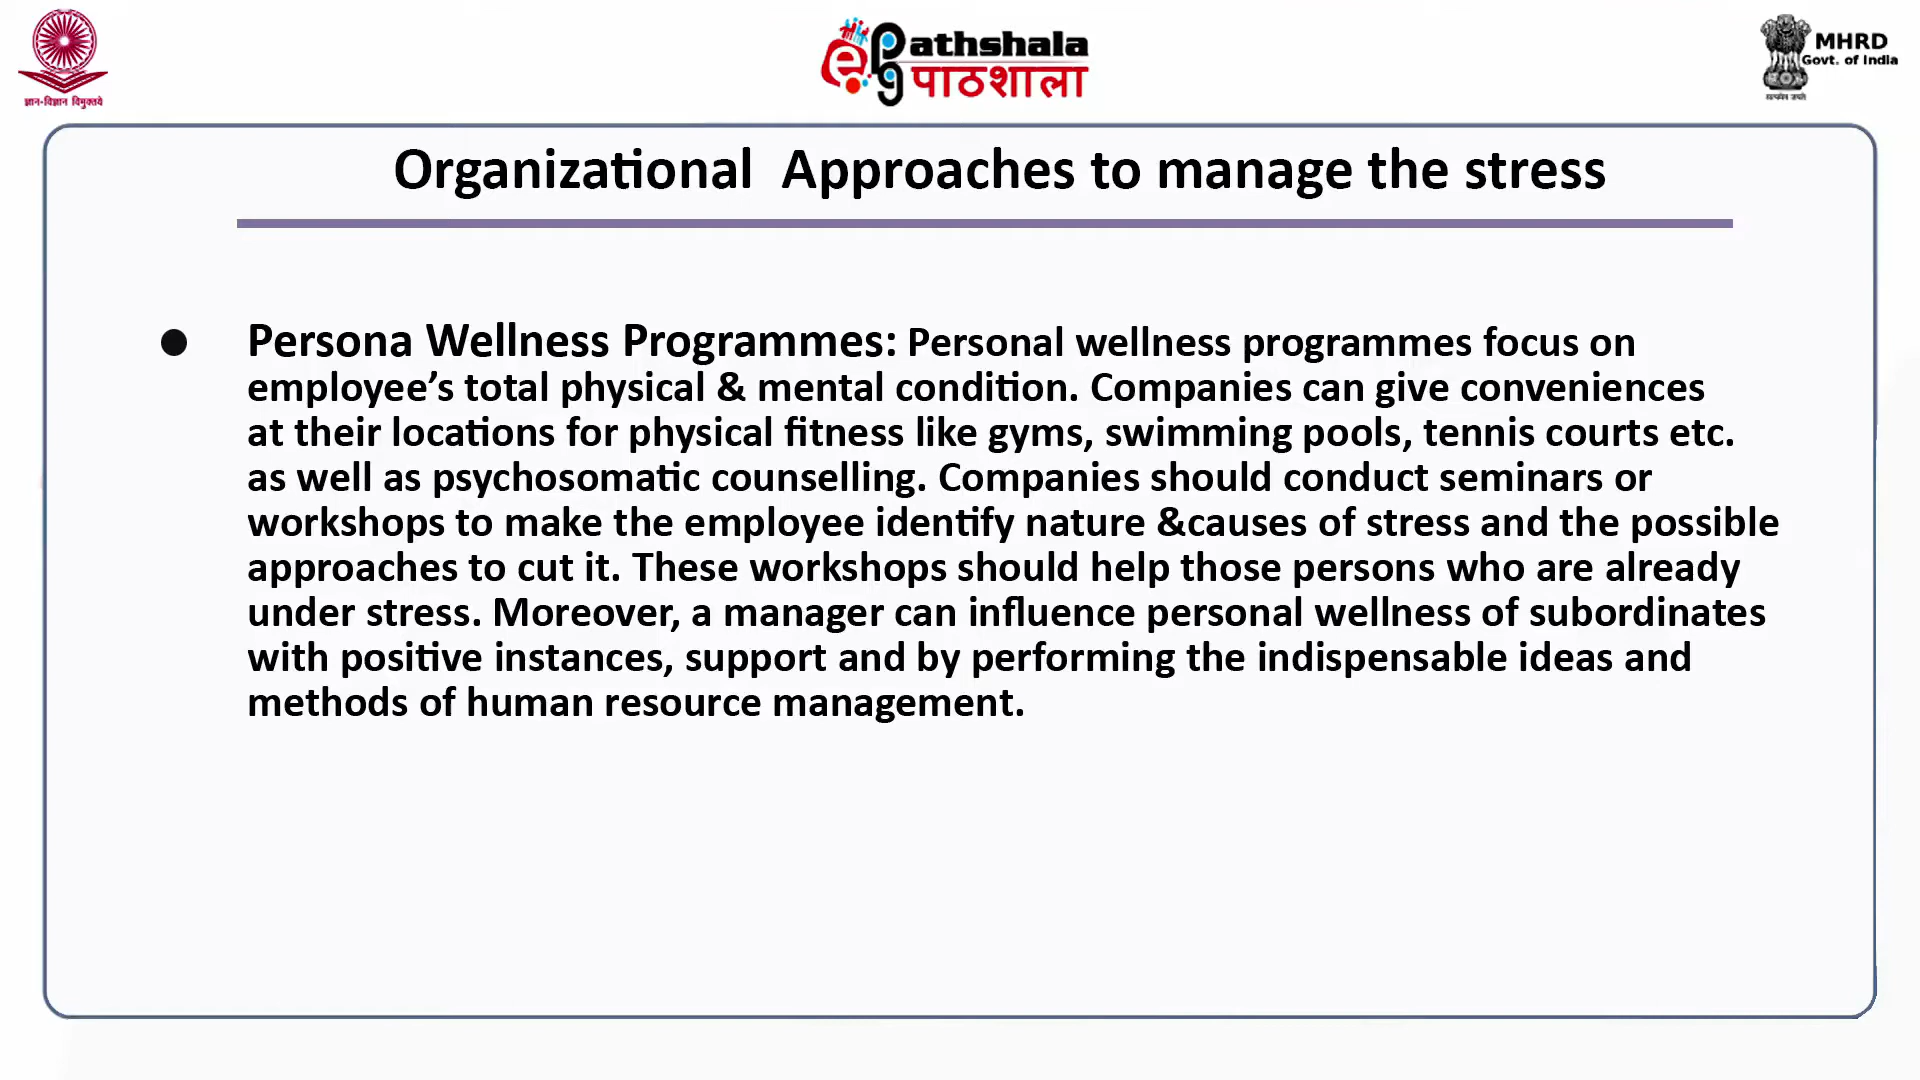 ज्ञान-विज्ञान विमुक्तये
ePathshala
पाठशाला
MHRD
Govt. of India
सत्यमेव जयते
Organizational Approaches to manage the stress
● Persona Wellness Programmes: Personal wellness programmes focus on
employee’s total physical & mental condition. Companies can give conveniences
at their locations for physical fitness like gyms, swimming pools, tennis courts etc.
as well as psychosomatic counselling. Companies should conduct seminars or
workshops to make the employee identify nature &causes of stress and the possible
approaches to cut it. These workshops should help those persons who are already
under stress. Moreover, a manager can influence personal wellness of subordinates
with positive instances, support and by performing the indispensable ideas and
methods of human resource management.